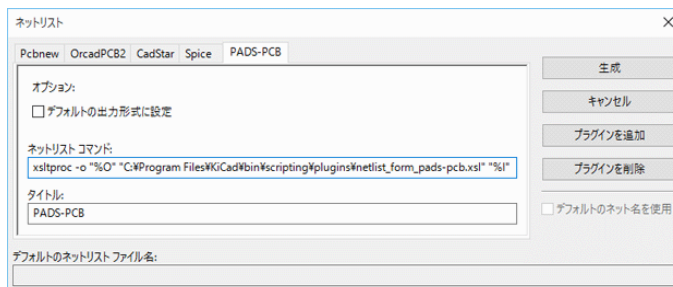 ネットリスト
Pcbnew OrcadPCB2 CadStar Spice PADS-PCB
オプション:
デフォルトの出力形式に設定
ネットリスト コマンド:
xsltproc -o "%O" "C:¥Program Files¥KiCad¥bin¥scripting¥plugins¥netlist_form_pads-pcb.xsl" "%I"
タイトル:
PADS-PCB
生成
キャンセル
プラグインを追加
プラグインを削除
デフォルトのネット名を使用
デフォルトのネットリスト ファイル名: